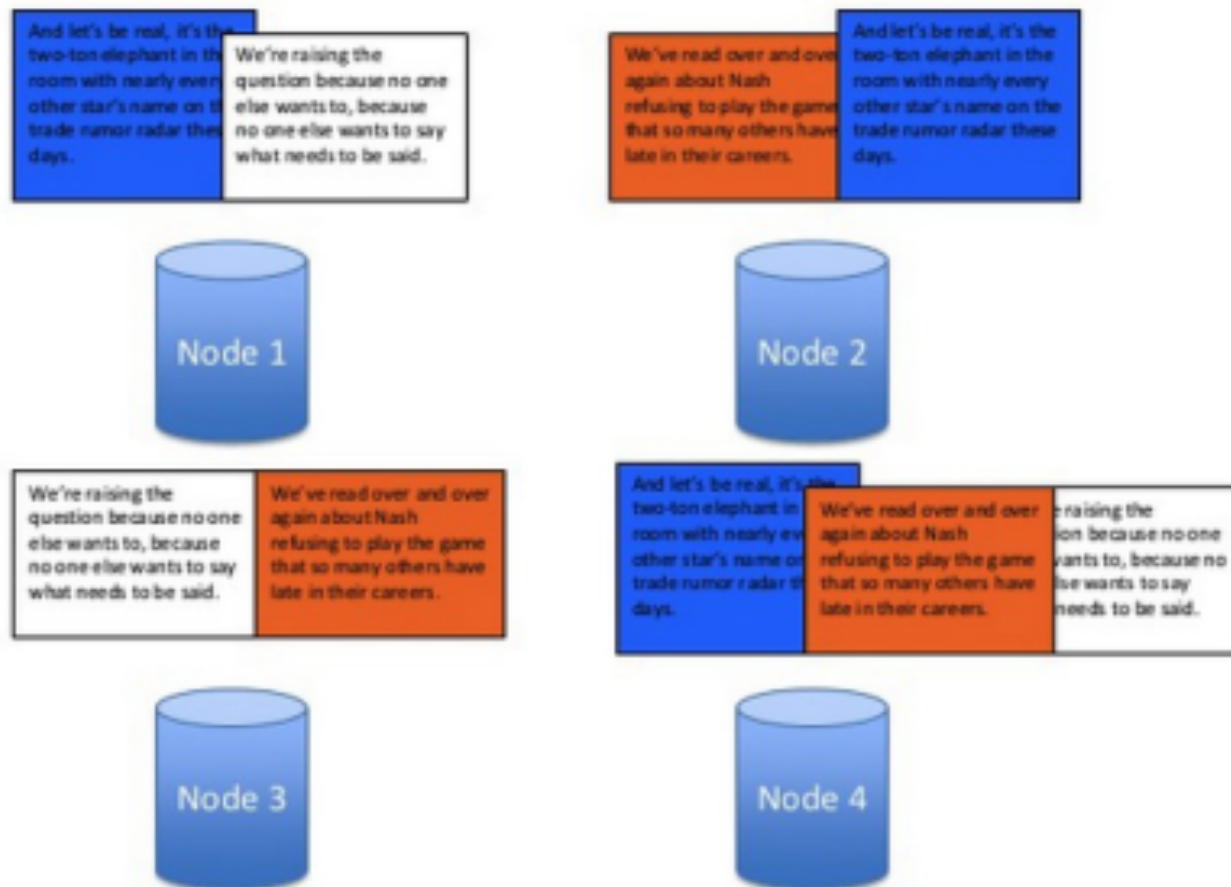 And let's be real, it's the
two-ton elephant in the
room with nearly every
other star's name on th
trade rumor radar thes
days.
We're raising the
question because no one
else wants to, because
no one else wants to say
what needs to be said.
We've read over and over
again about Nash
refusing to play the game
that so many others have
late in their careers.
And let's be real, it's the
two-ton elephant in the
room with nearly every
other star's name on the
trade rumor radar these
days.
Node 1
Node 2
We're raising the
question because no one
else wants to, because
no one else wants to say
what needs to be said.
We've read over and over
again about Nash
refusing to play the game
that so many others have
late in their careers.
And let's be real, it's the
two-ton elephant in
room with nearly eve
other star's name on
trade rumor radar th
days.
We've read over and over
again about Nash
refusing to play the game
that so many others have
late in their careers.
raising the
ion because no one
wants to, because no
lse wants to say
needs to be said.
Node 3
Node 4